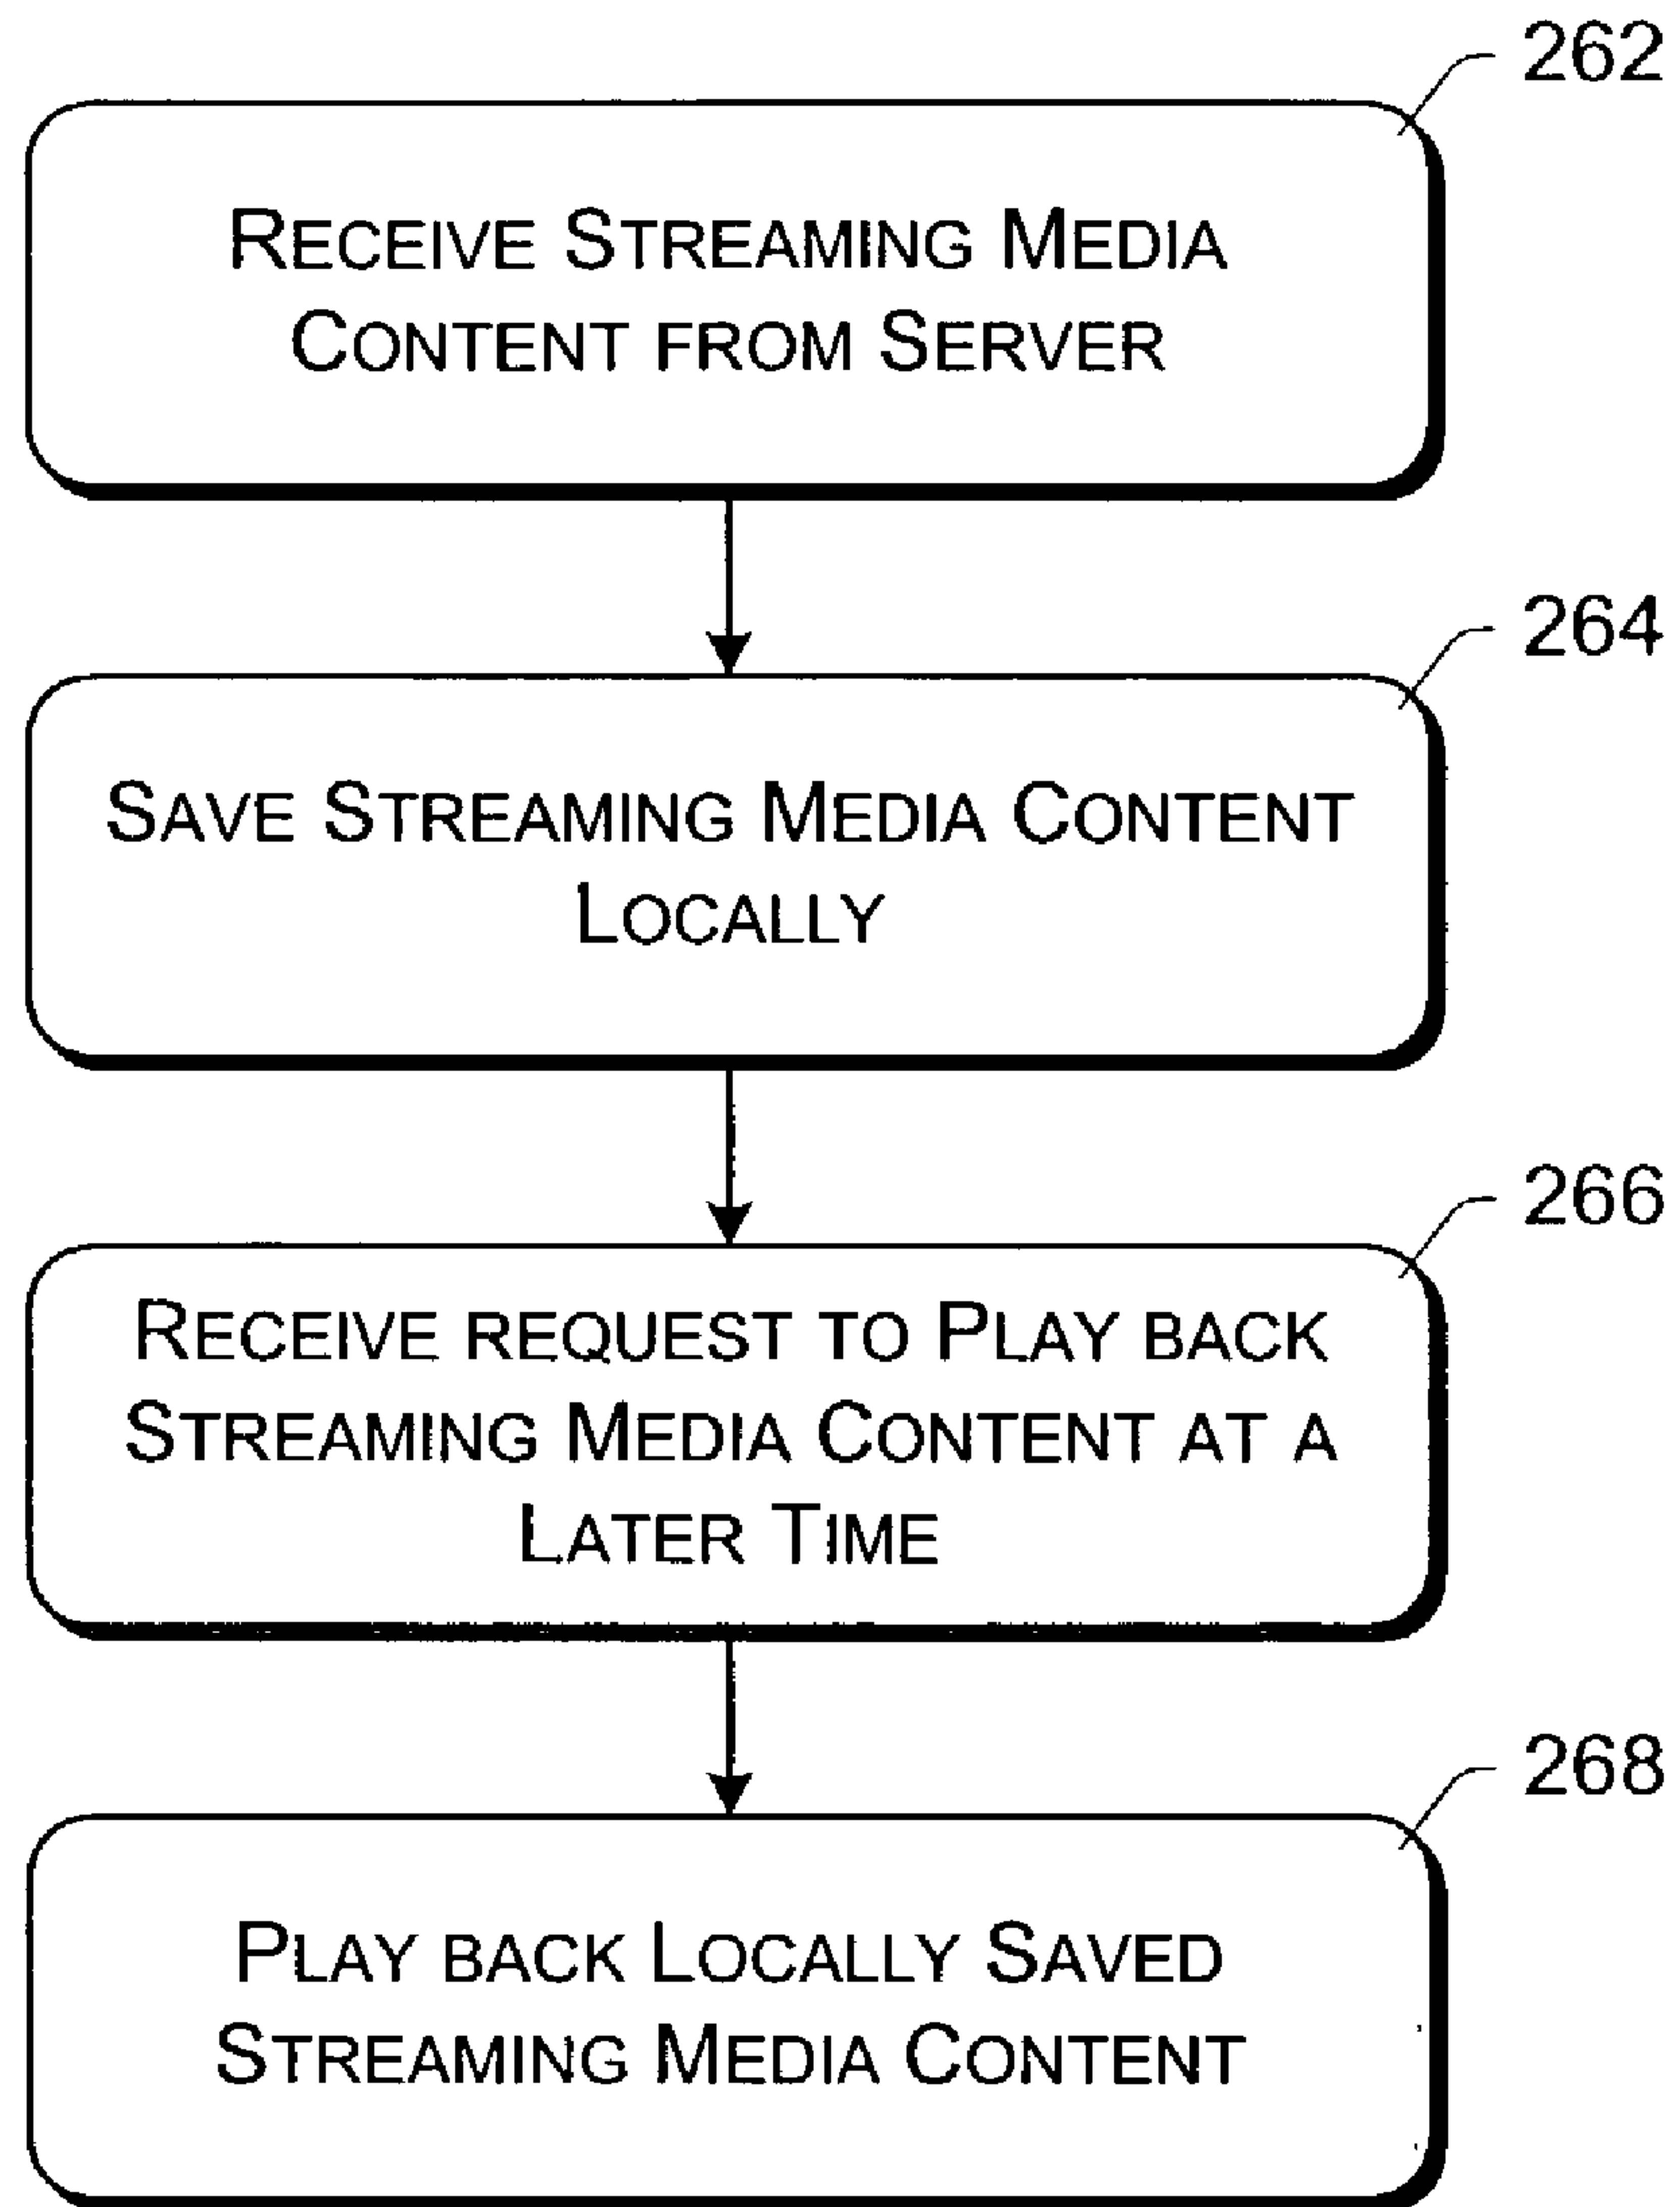 262
RECEIVE STREAMING MEDIA
CONTENT FROM SERVER
264
SAVE STREAMING MEDIA CONTENT
LOCALLY
266
RECEIVE REQUEST TO PLAY BACK
STREAMING MEDIA CONTENT AT A
LATER TIME
268
PLAY BACK LOCALLY SAVED
STREAMING MEDIA CONTENT